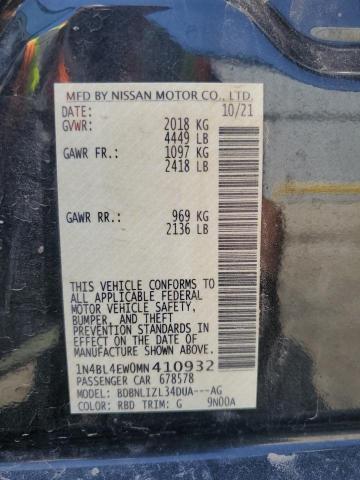 MFD BY NISSAN MOTOR CO., LTD.
DATE: 10/21
GVWR: 2018 KG
4449 LB
GAWR FR.: 1097 KG
2418 LB
GAWR RR.: 969 KG
2136 LB
THIS VEHICLE CONFORMS TO
ALL APPLICABLE FEDERAL
MOTOR VEHICLE SAFETY,
BUMPER, AND THEFT
PREVENTION STANDARDS IN
EFFECT ON THE DATE OF
MANUFACTURE SHOWN ABOVE.
1N4BL4EW0MN410932
PASSENGER CAR 678578
MODEL: BDBNLIZL34DUA---AG
COLOR: RBD TRIM: G 9N00A